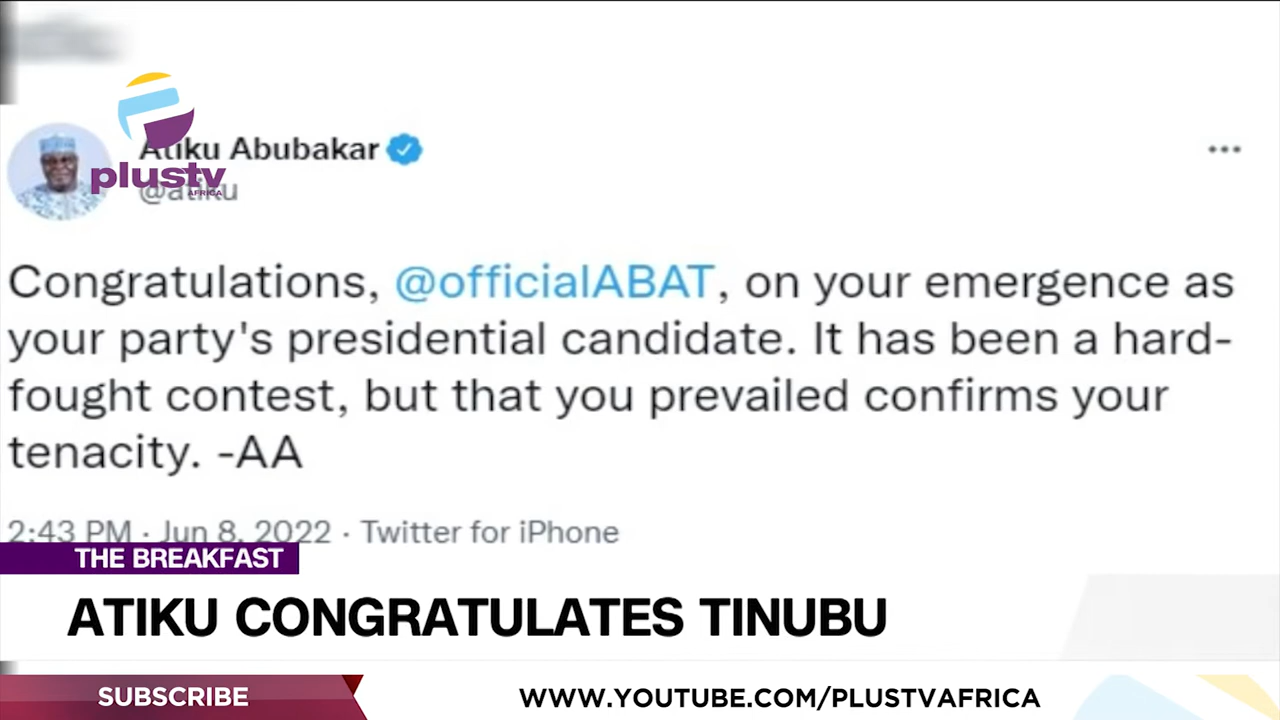 plustv
AFRICA
Atiku Abubakar
@atiku
Congratulations, @officialABAT, on your emergence as
your party's presidential candidate. It has been a hard-
fought contest, but that you prevailed confirms your
tenacity. -AA
2:43 PM · Jun 8, 2022 · Twitter for iPhone
THE BREAKFAST
ATIKU CONGRATULATES TINUBU
SUBSCRIBE
WWW.YOUTUBE.COM/PLUSTVAFRICA